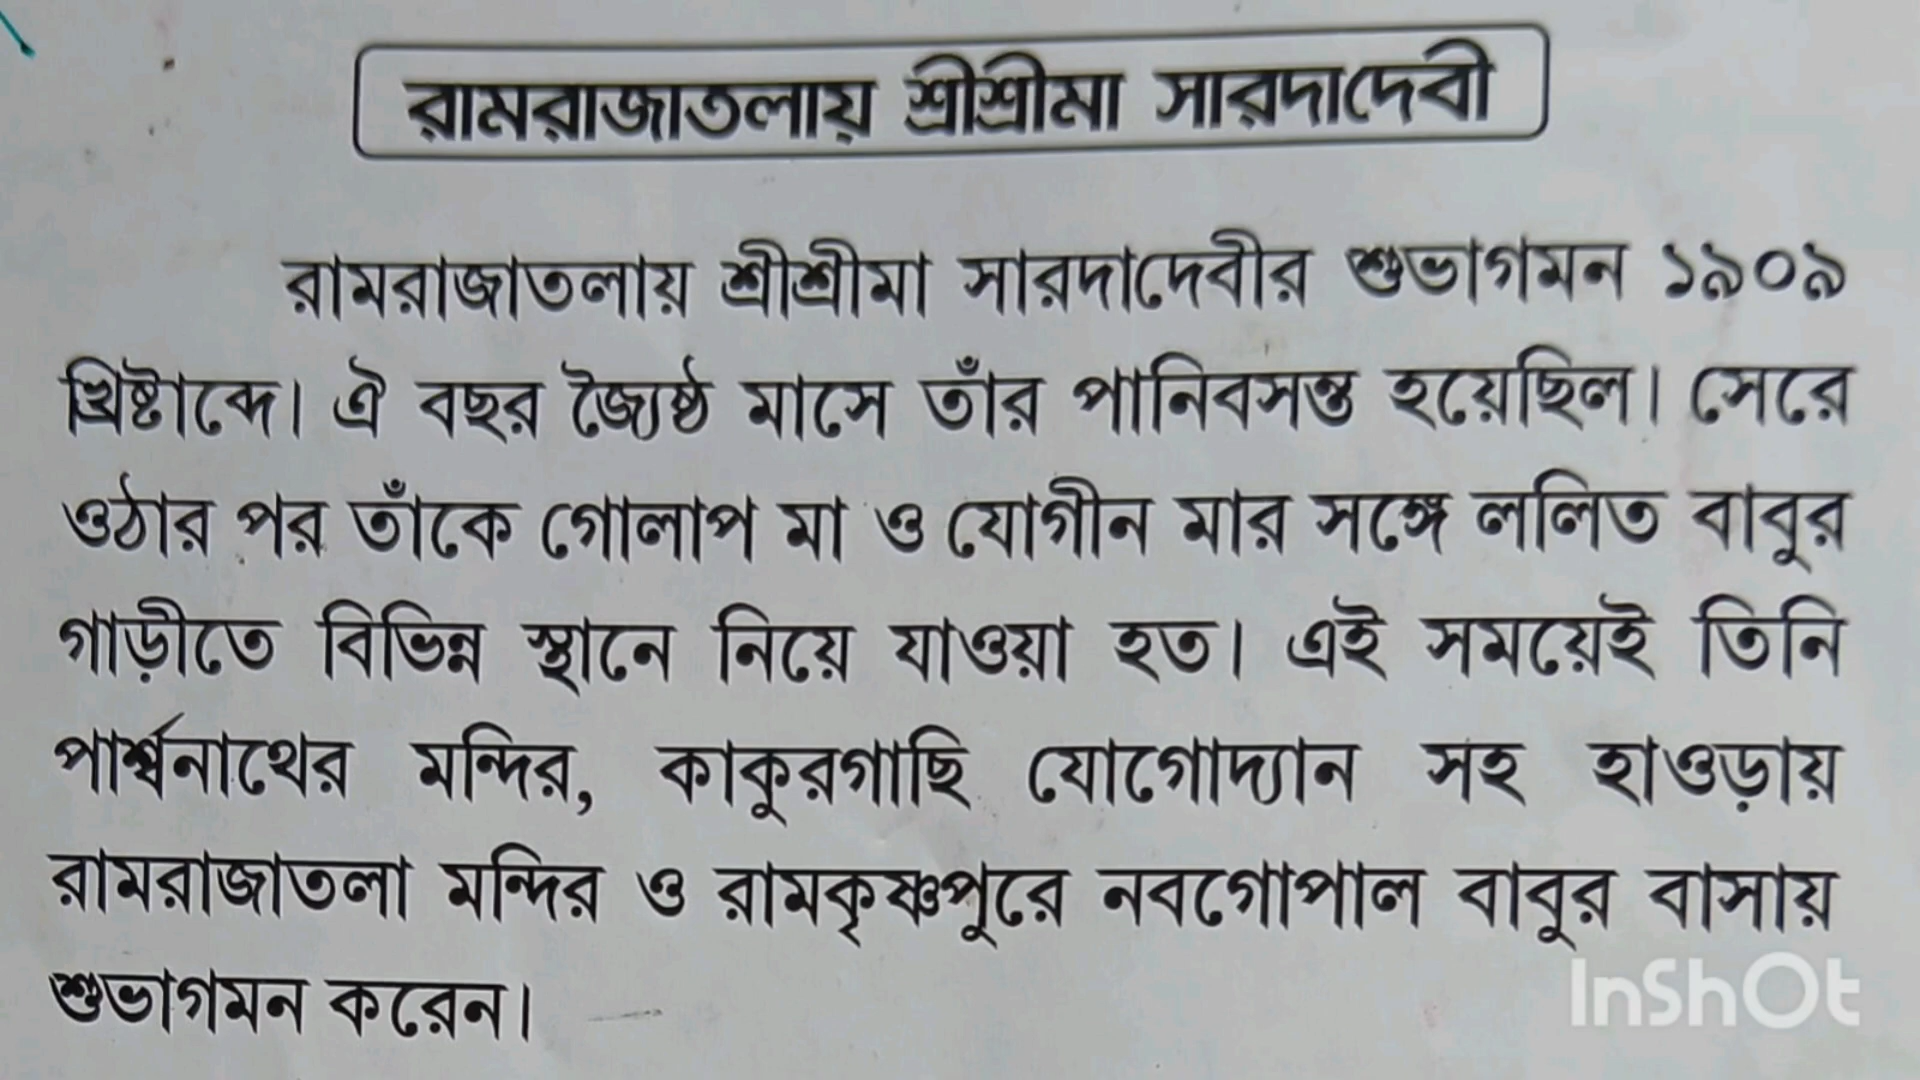 রামরাজাতলায় শ্রীশ্রীমা সারদাদেবী
রামরাজাতলায় শ্রীশ্রীমা সারদাদেবীর শুভাগমন ১৯০৯
খ্রিষ্টাব্দে। ঐ বছর জ্যৈষ্ঠ মাসে তাঁর পানিবসন্ত হয়েছিল। সেরে
ওঠার পর তাঁকে গোলাপ মা ও যোগীন মার সঙ্গে ললিত বাবুর
গাড়ীতে বিভিন্ন স্থানে নিয়ে যাওয়া হত। এই সময়েই তিনি
পার্শ্বনাথের মন্দির, কাকুরগাছি যোগোদ্যান সহ হাওড়ায়
রামরাজাতলা মন্দির ও রামকৃষ্ণপুরে নবগোপাল বাবুর বাসায়
শুভাগমন করেন।
InShOt